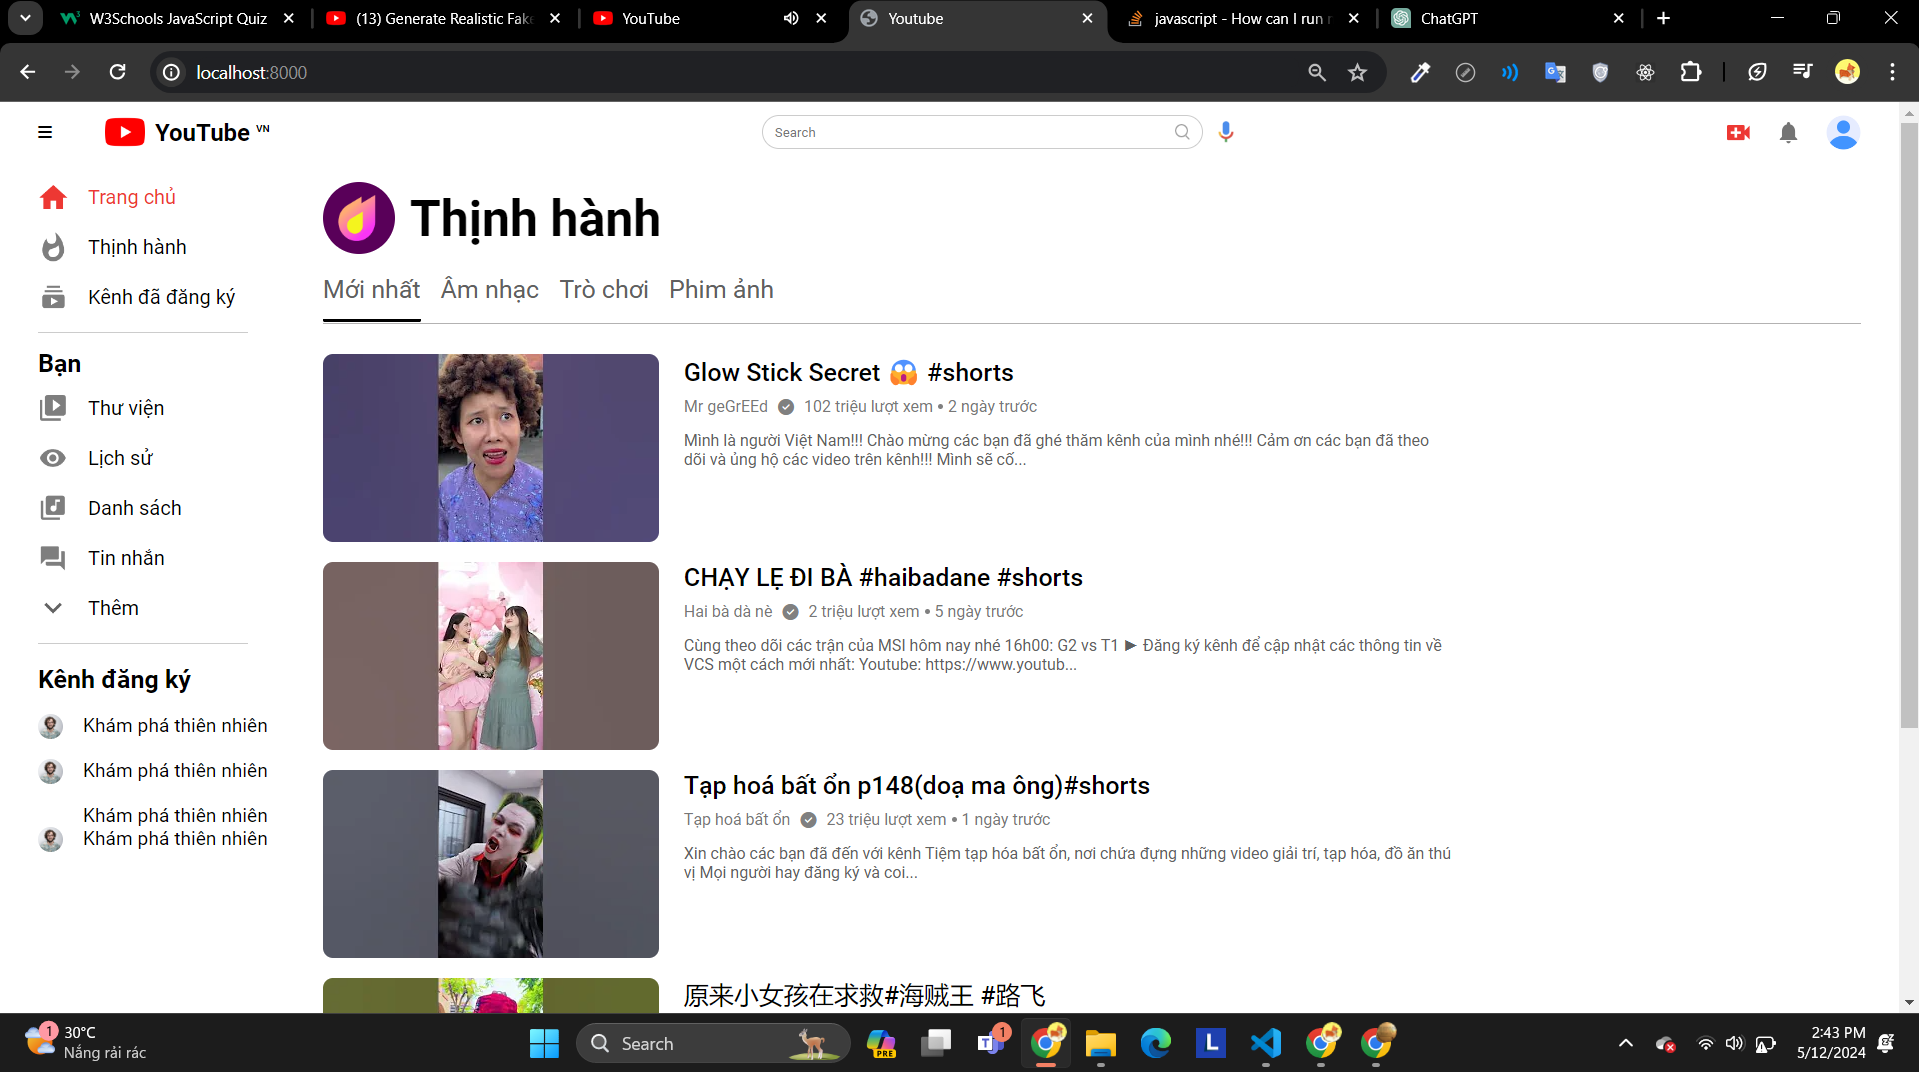 W3Schools JavaScript Quiz
(13) Generate Realistic Fake
YouTube
Youtube
javascript - How can I run
ChatGPT
localhost:8000
YouTube VN
Search
Trang chủ
Thịnh hành
Kênh đã đăng ký
Bạn
Thư viện
Lịch sử
Danh sách
Tin nhắn
Thêm
Kênh đăng ký
Khám phá thiên nhiên
Khám phá thiên nhiên
Khám phá thiên nhiên
Khám phá thiên nhiên
Thịnh hành
Mới nhất Âm nhạc Trò chơi Phim ảnh
Glow Stick Secret 😱 #shorts
Mr geGrEEd 102 triệu lượt xem • 2 ngày trước
Mình là người Việt Nam!!! Chào mừng các bạn đã ghé thăm kênh của mình nhé!!! Cảm ơn các bạn đã theo
dõi và ủng hộ các video trên kênh!!! Mình sẽ cố...
CHẠY LẸ ĐI BÀ #haibadane #shorts
Hai bà dà nè 2 triệu lượt xem • 5 ngày trước
Cùng theo dõi các trận của MSI hôm nay nhé 16h00: G2 vs T1 ► Đăng ký kênh để cập nhật các thông tin về
VCS một cách mới nhất: Youtube: https://www.youtub...
Tạp hoá bất ổn p148(doạ ma ông)#shorts
Tạp hoá bất ổn 23 triệu lượt xem • 1 ngày trước
Xin chào các bạn đã đến với kênh Tiệm tạp hóa bất ổn, nơi chứa đựng những video giải trí, tạp hóa, đồ ăn thú
vị Mọi người hay đăng ký và coi...
原来小女孩在求救#海贼王 #路飞
1
30°C
Nắng rải rác
Search
PRE
T
1
L
2:43 PM
5/12/2024